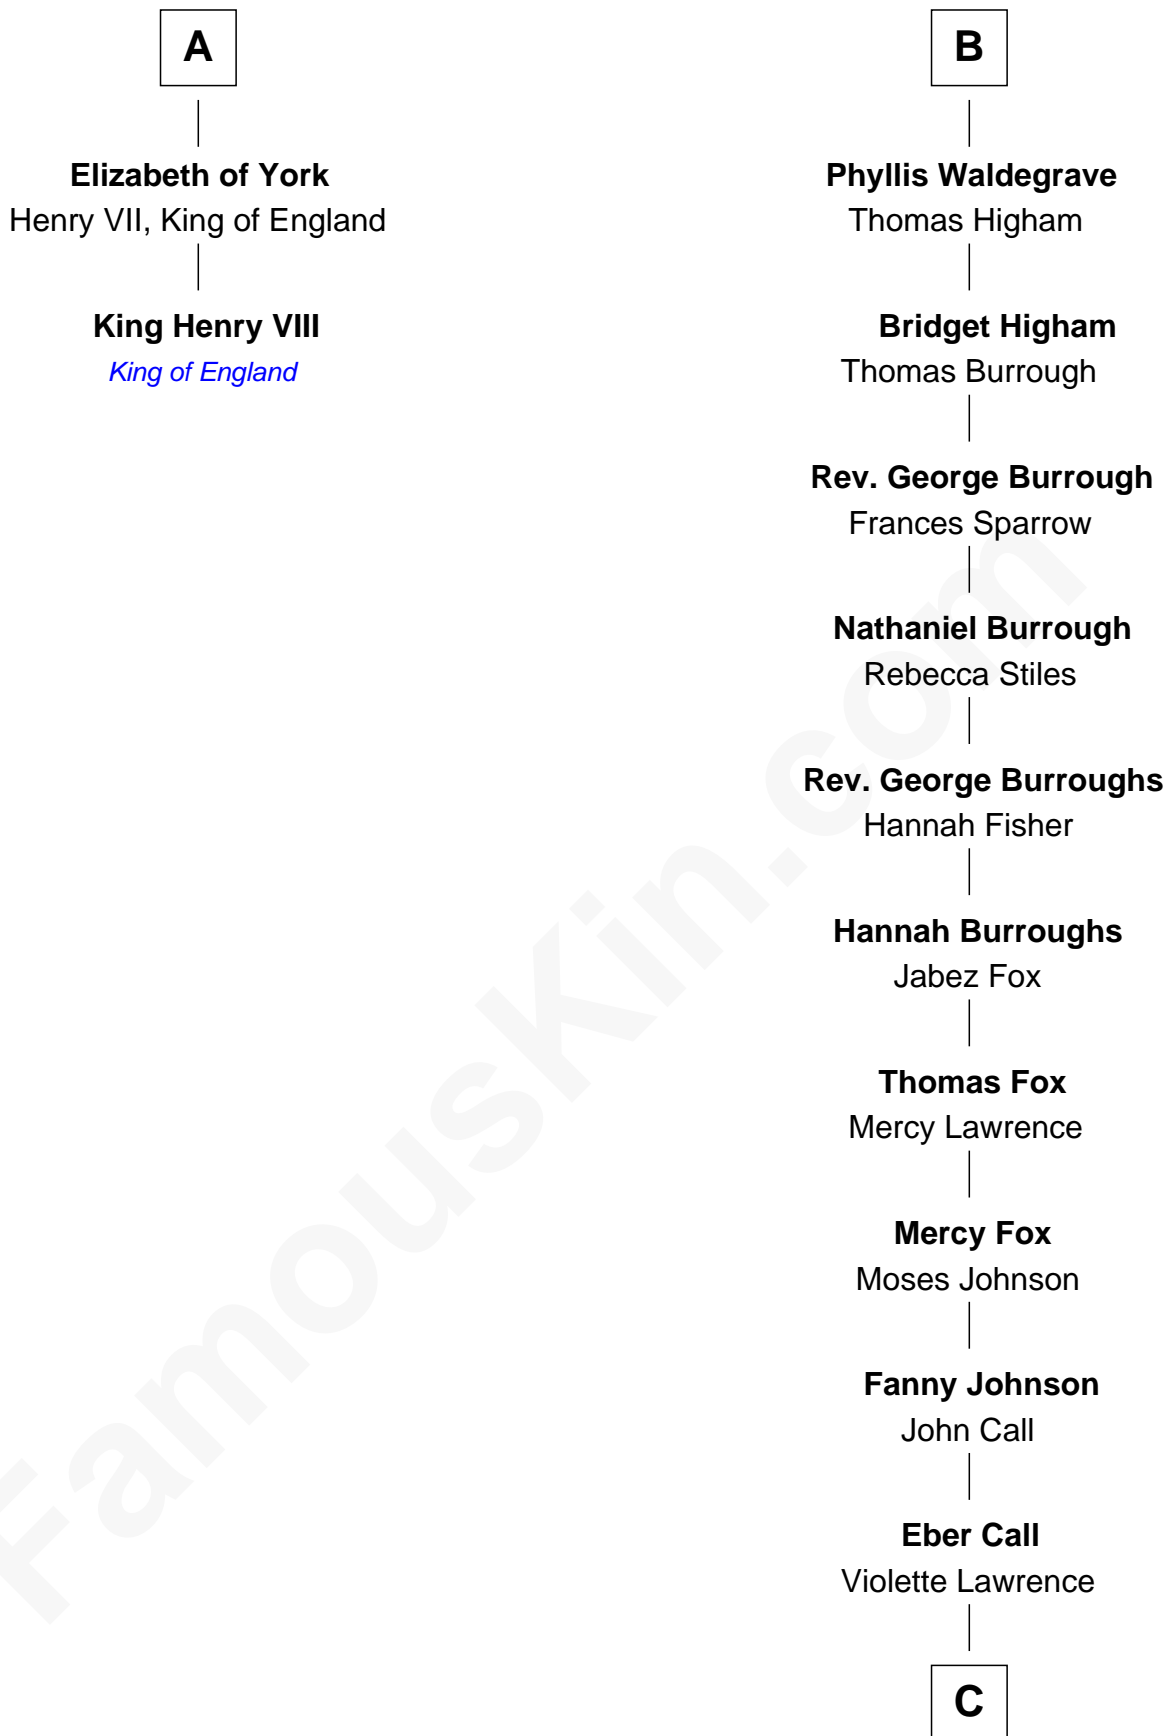 A
Elizabeth of York
Henry VII, King of England
King Henry VIII
King of England
B
Phyllis Waldegrave
Thomas Higham
Bridget Higham
Thomas Burrough
Rev. George Burrough
Frances Sparrow
Nathaniel Burrough
Rebecca Stiles
Rev. George Burroughs
Hannah Fisher
Hannah Burroughs
Jabez Fox
Thomas Fox
Mercy Lawrence
Mercy Fox
Moses Johnson
Fanny Johnson
John Call
Eber Call
Violette Lawrence
C
FamousKin.com